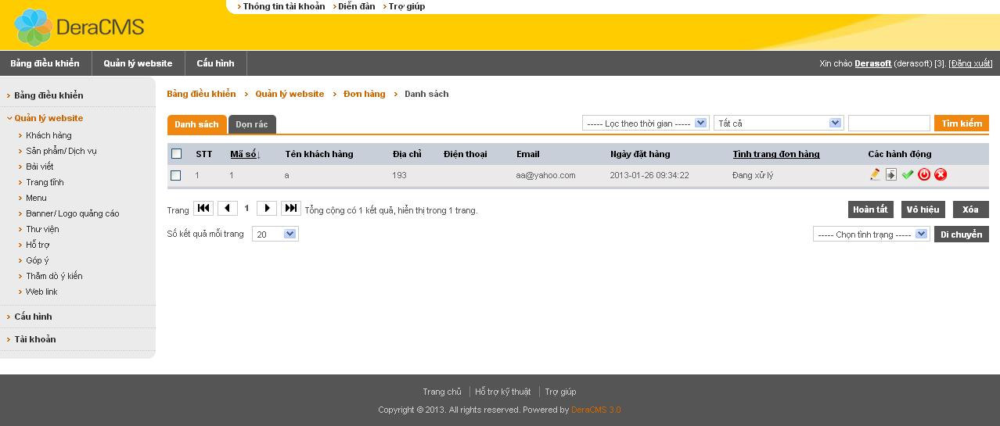 Thông tin tài khoản Diễn đàn Trợ giúp
DeraCMS
Bảng điều khiển Quản lý website Cấu hình Xin chào Derasoft (derasoft) [3]. [Đăng xuất]
Bảng điều khiển
Quản lý website
Khách hàng
Sản phẩm/ Dịch vụ
Bài viết
Trang tĩnh
Menu
Banner/ Logo quảng cáo
Thư viện
Hỗ trợ
Góp ý
Thăm dò ý kiến
Web link
Cấu hình
Tài khoản
Bảng điều khiển > Quản lý website > Đơn hàng > Danh sách
Danh sách Dọn rác ----- Lọc theo thời gian ----- Tất cả Tìm kiếm
STT Mã số↓ Tên khách hàng Địa chỉ Điện thoại Email Ngày đặt hàng Tình trạng đơn hàng Các hành động
1 1 a 193 aa@yahoo.com 2013-01-26 09:34:22 Đang xử lý
Trang 1 Tổng cộng có 1 kết quả, hiển thị trong 1 trang. Hoàn tất Vô hiệu Xóa
Số kết quả mỗi trang 20 ----- Chọn tình trạng ----- Di chuyển
Trang chủ | Hỗ trợ kỹ thuật | Trợ giúp
Copyright © 2013. All rights reserved. Powered by DeraCMS 3.0